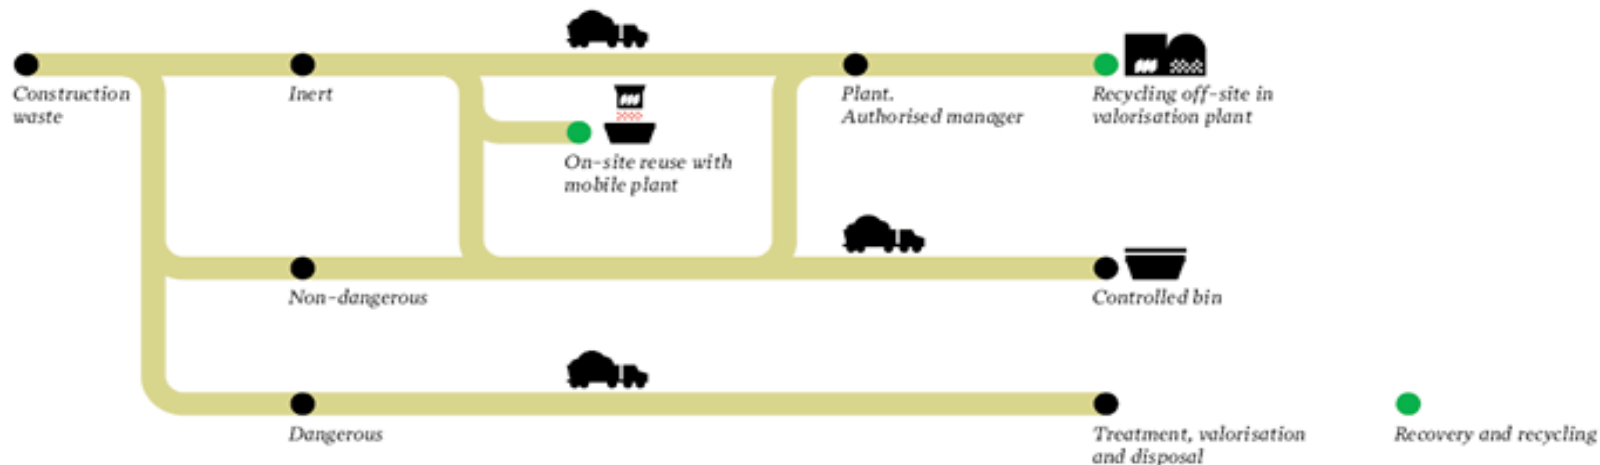 Construction
waste
Inert
Plant.
Authorised manager
Recycling off-site in
valorisation plant
On-site reuse with
mobile plant
Non-dangerous
Controlled bin
Dangerous
Treatment, valorisation
and disposal
Recovery and recycling